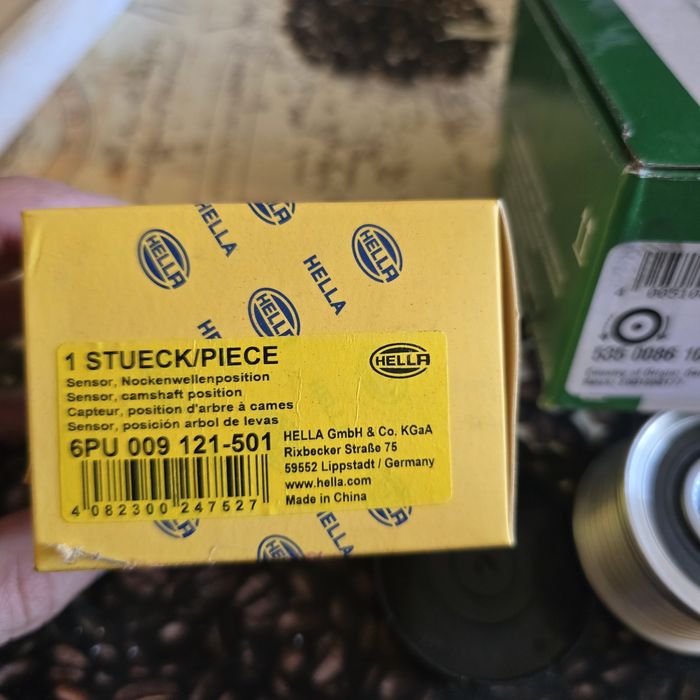 HELLA
HELLA
HELLA
HELLA
1 STUECK/PIECE
HELLA
Sensor, Nockenwellenposition
Sensor, camshaft position
Capteur, position d'arbre à cames
Sensor, posición arbol de levas
6PU 009 121-501
HELLA GmbH & Co. KGaA
Rixbecker Straße 75
59552 Lippstadt / Germany
www.hella.com
Made in China
4 082300 247527
HELLA
HELLA
535 0086 10